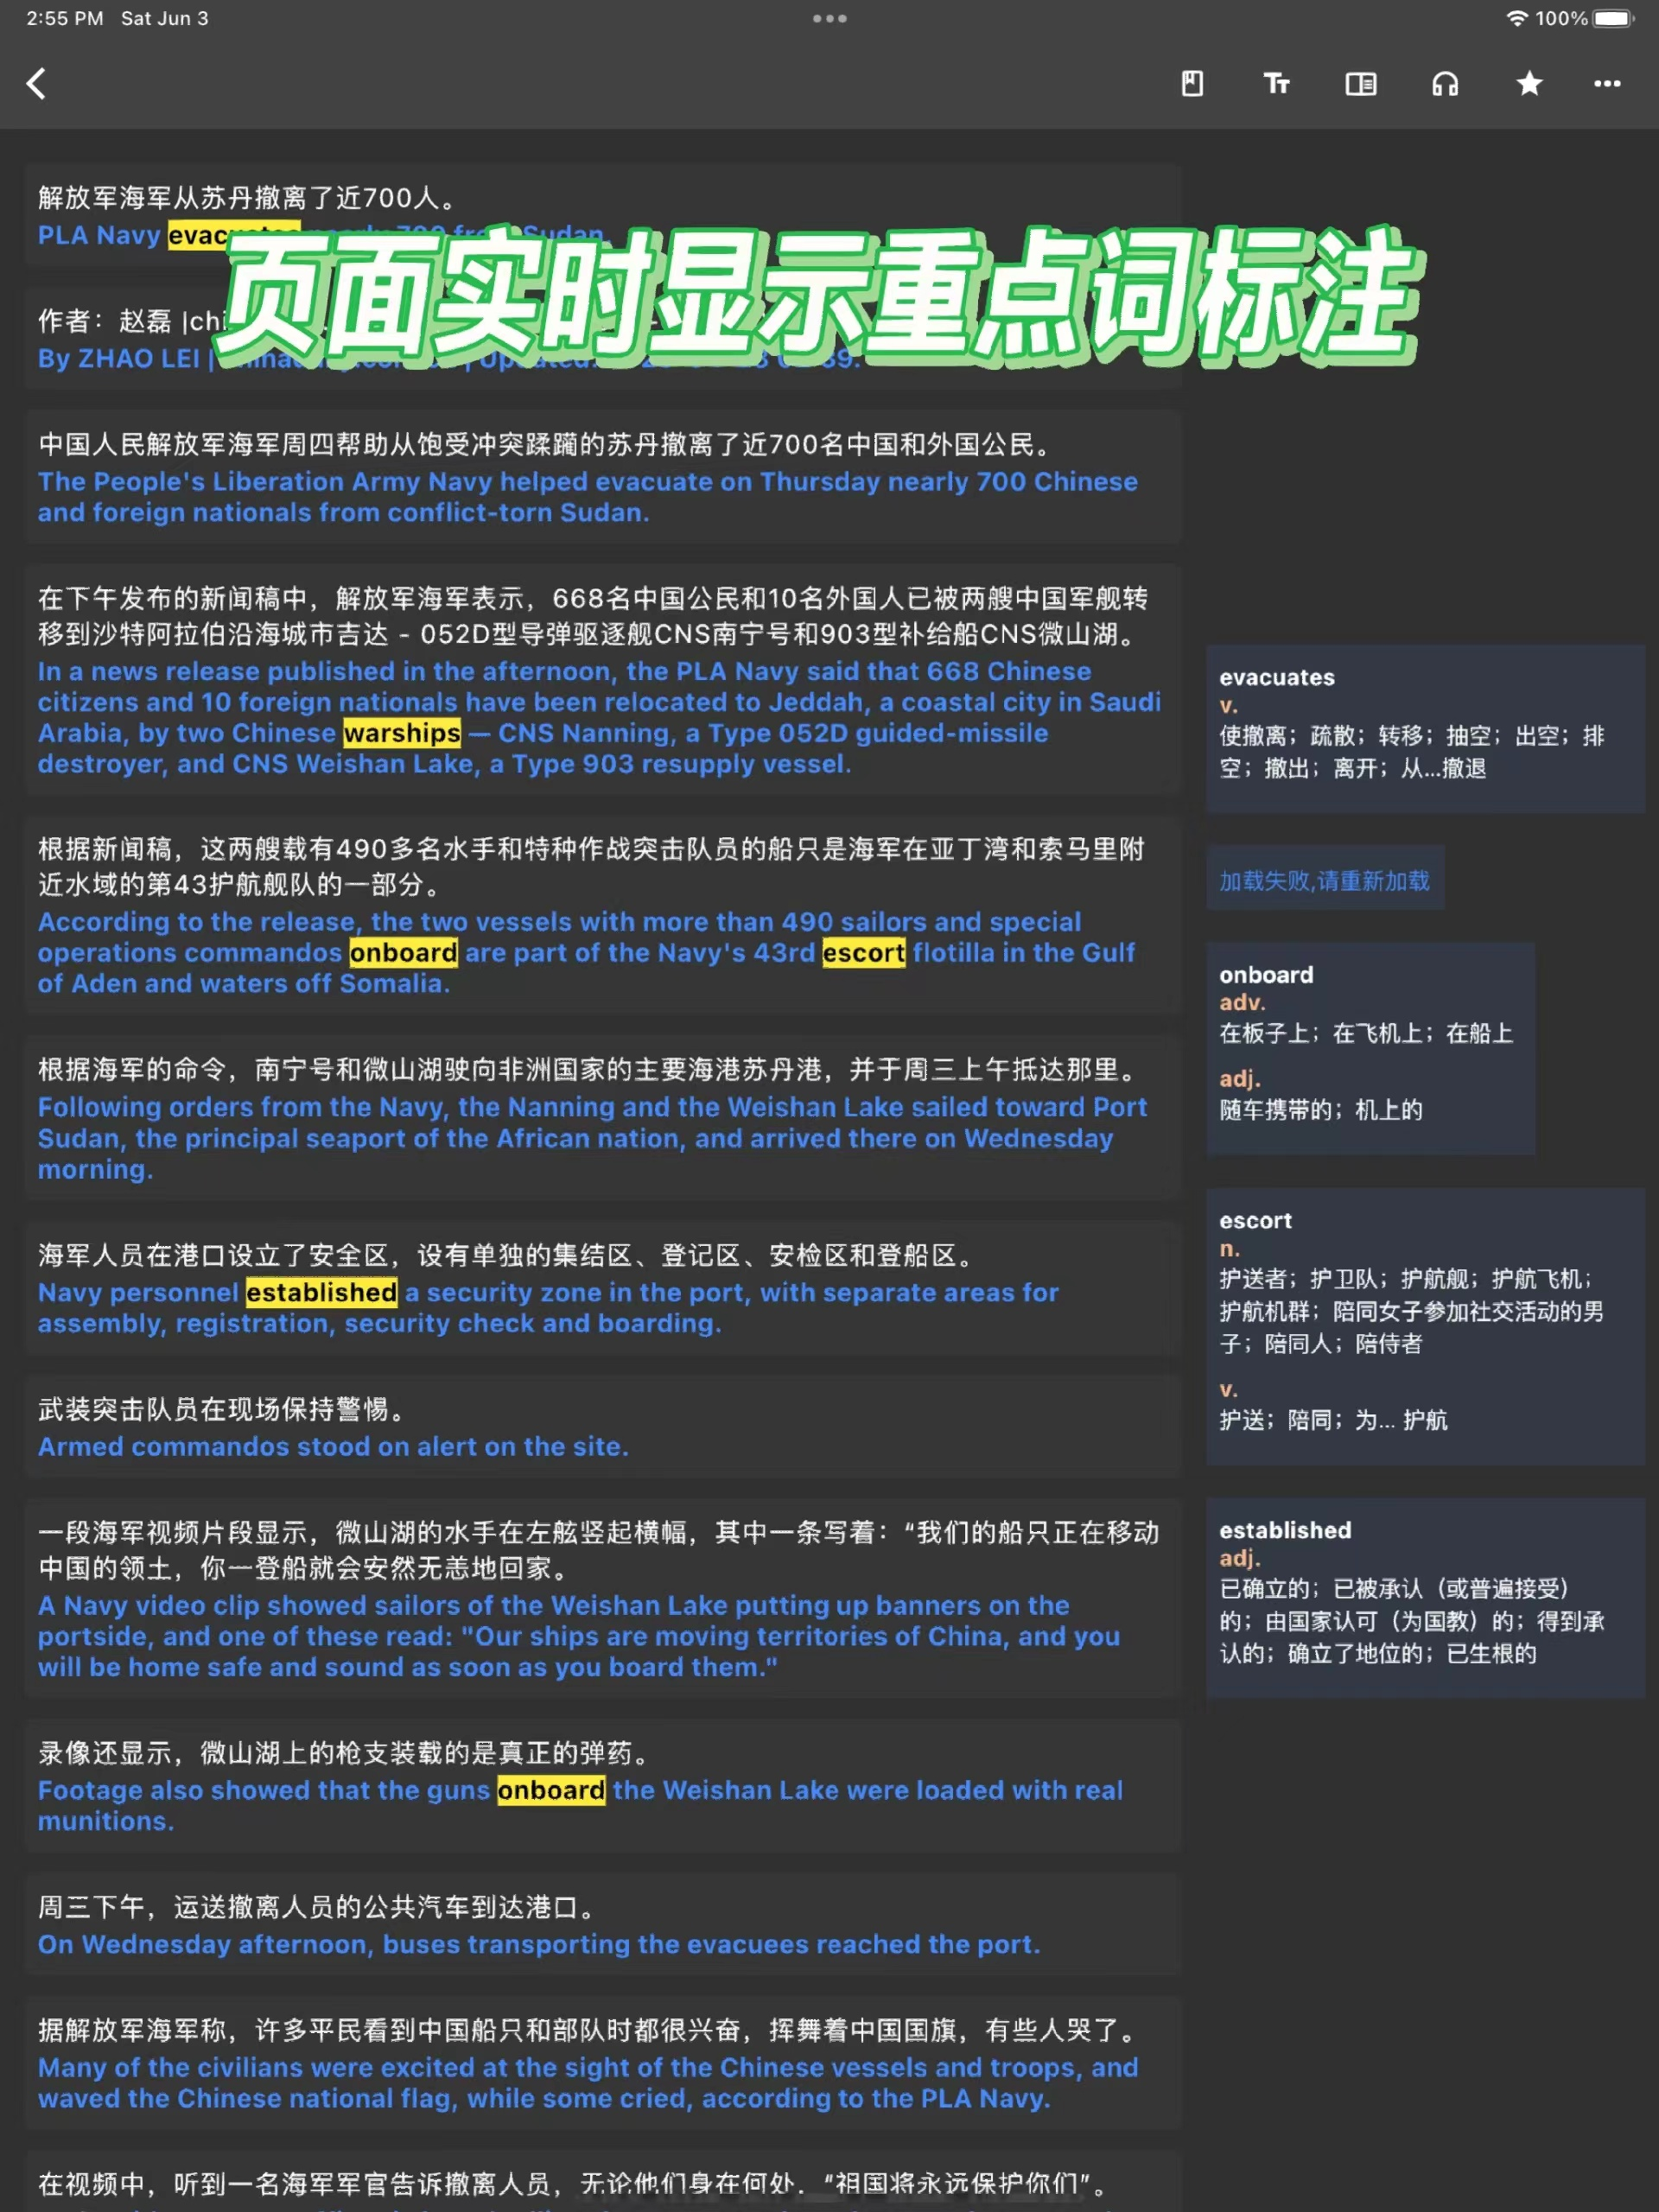 2:55 PM Sat Jun 3
100%
解放军海军从苏丹撤离了近700人。
PLA Navy evacuates nearly 700 from Sudan.
页面实时显示重点词标注
作者：赵磊 |chi
By ZHAO LEI |
中国人民解放军海军周四帮助从饱受冲突蹂躏的苏丹撤离了近700名中国和外国公民。
The People's Liberation Army Navy helped evacuate on Thursday nearly 700 Chinese
and foreign nationals from conflict-torn Sudan.
在下午发布的新闻稿中，解放军海军表示，668名中国公民和10名外国人已被两艘中国军舰转
移到沙特阿拉伯沿海城市吉达 - 052D型导弹驱逐舰CNS南宁号和903型补给船CNS微山湖。
In a news release published in the afternoon, the PLA Navy said that 668 Chinese
citizens and 10 foreign nationals have been relocated to Jeddah, a coastal city in Saudi
Arabia, by two Chinese warships — CNS Nanning, a Type 052D guided-missile
destroyer, and CNS Weishan Lake, a Type 903 resupply vessel.
根据新闻稿，这两艘载有490多名水手和特种作战突击队员的船只是海军在亚丁湾和索马里附
近水域的第43护航舰队的一部分。
According to the release, the two vessels with more than 490 sailors and special
operations commandos onboard are part of the Navy's 43rd escort flotilla in the Gulf
of Aden and waters off Somalia.
根据海军的命令，南宁号和微山湖驶向非洲国家的主要海港苏丹港，并于周三上午抵达那里。
Following orders from the Navy, the Nanning and the Weishan Lake sailed toward Port
Sudan, the principal seaport of the African nation, and arrived there on Wednesday
morning.
海军人员在港口设立了安全区，设有单独的集结区、登记区、安检区和登船区。
Navy personnel established a security zone in the port, with separate areas for
assembly, registration, security check and boarding.
武装突击队员在现场保持警惕。
Armed commandos stood on alert on the site.
一段海军视频片段显示，微山湖的水手在左舷竖起横幅，其中一条写着：“我们的船只正在移动
中国的领土，你一登船就会安然无恙地回家。
A Navy video clip showed sailors of the Weishan Lake putting up banners on the
portside, and one of these read: "Our ships are moving territories of China, and you
will be home safe and sound as soon as you board them."
录像还显示，微山湖上的枪支装载的是真正的弹药。
Footage also showed that the guns onboard the Weishan Lake were loaded with real
munitions.
周三下午，运送撤离人员的公共汽车到达港口。
On Wednesday afternoon, buses transporting the evacuees reached the port.
据解放军海军称，许多平民看到中国船只和部队时都很兴奋，挥舞着中国国旗，有些人哭了。
Many of the civilians were excited at the sight of the Chinese vessels and troops, and
waved the Chinese national flag, while some cried, according to the PLA Navy.
在视频中，听到一名海军军官告诉撤离人员，无论他们身在何处，“祖国将永远保护你们”。
evacuates
v.
使撤离；疏散；转移；抽空；出空；排
空；撤出；离开；从...撤退
加载失败,请重新加载
onboard
adv.
在板子上；在飞机上；在船上
adj.
随车携带的；机上的
escort
n.
护送者；护卫队；护航舰；护航飞机；
护航机群；陪同女子参加社交活动的男
子；陪同人；陪侍者
v.
护送；陪同；为... 护航
established
adj.
已确立的；已被承认（或普遍接受）
的；由国家认可（为国教）的；得到承
认的；确立了地位的；已生根的